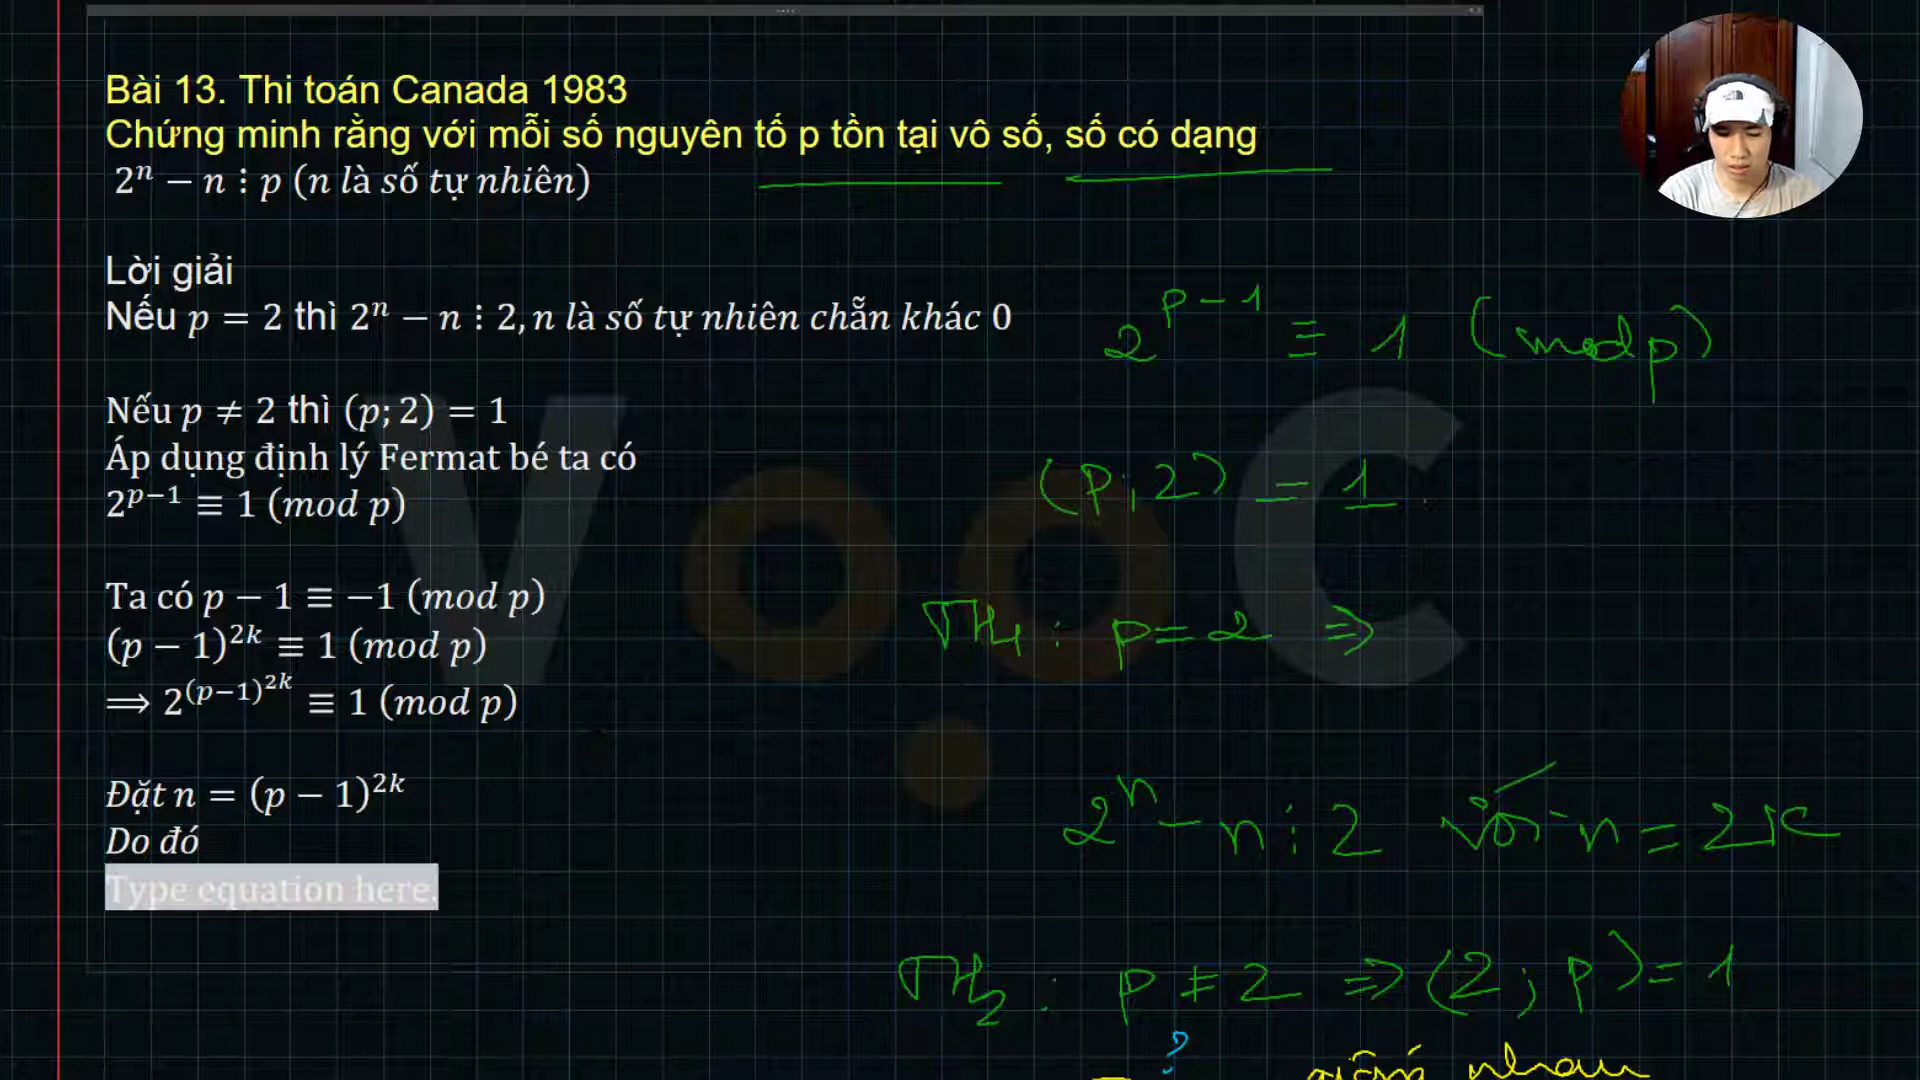 Bài 13. Thi toán Canada 1983
Chứng minh rằng với mỗi số nguyên tố p tồn tại vô số, số có dạng
2ⁿ − n ⋮ p (n là số tự nhiên)
Lời giải
Nếu p = 2 thì 2ⁿ − n ⋮ 2, n là số tự nhiên chẵn khác 0
Nếu p ≠ 2 thì (p; 2) = 1
Áp dụng định lý Fermat bé ta có
2^{p−1} ≡ 1 (mod p)
Ta có p − 1 ≡ −1 (mod p)
(p − 1)^{2k} ≡ 1 (mod p)
⟹ 2^{(p−1)^{2k}} ≡ 1 (mod p)
Đặt n = (p − 1)^{2k}
Do đó
Type equation here.
2^{p−1} ≡ 1 (mod p)
(p; 2) = 1
TH₁ : p = 2 ⇒
2ⁿ − n ⋮ 2 với n = 2k
TH₂ : p ≠ 2 ⇒ (2; p) = 1
?
giống nhau
VooC